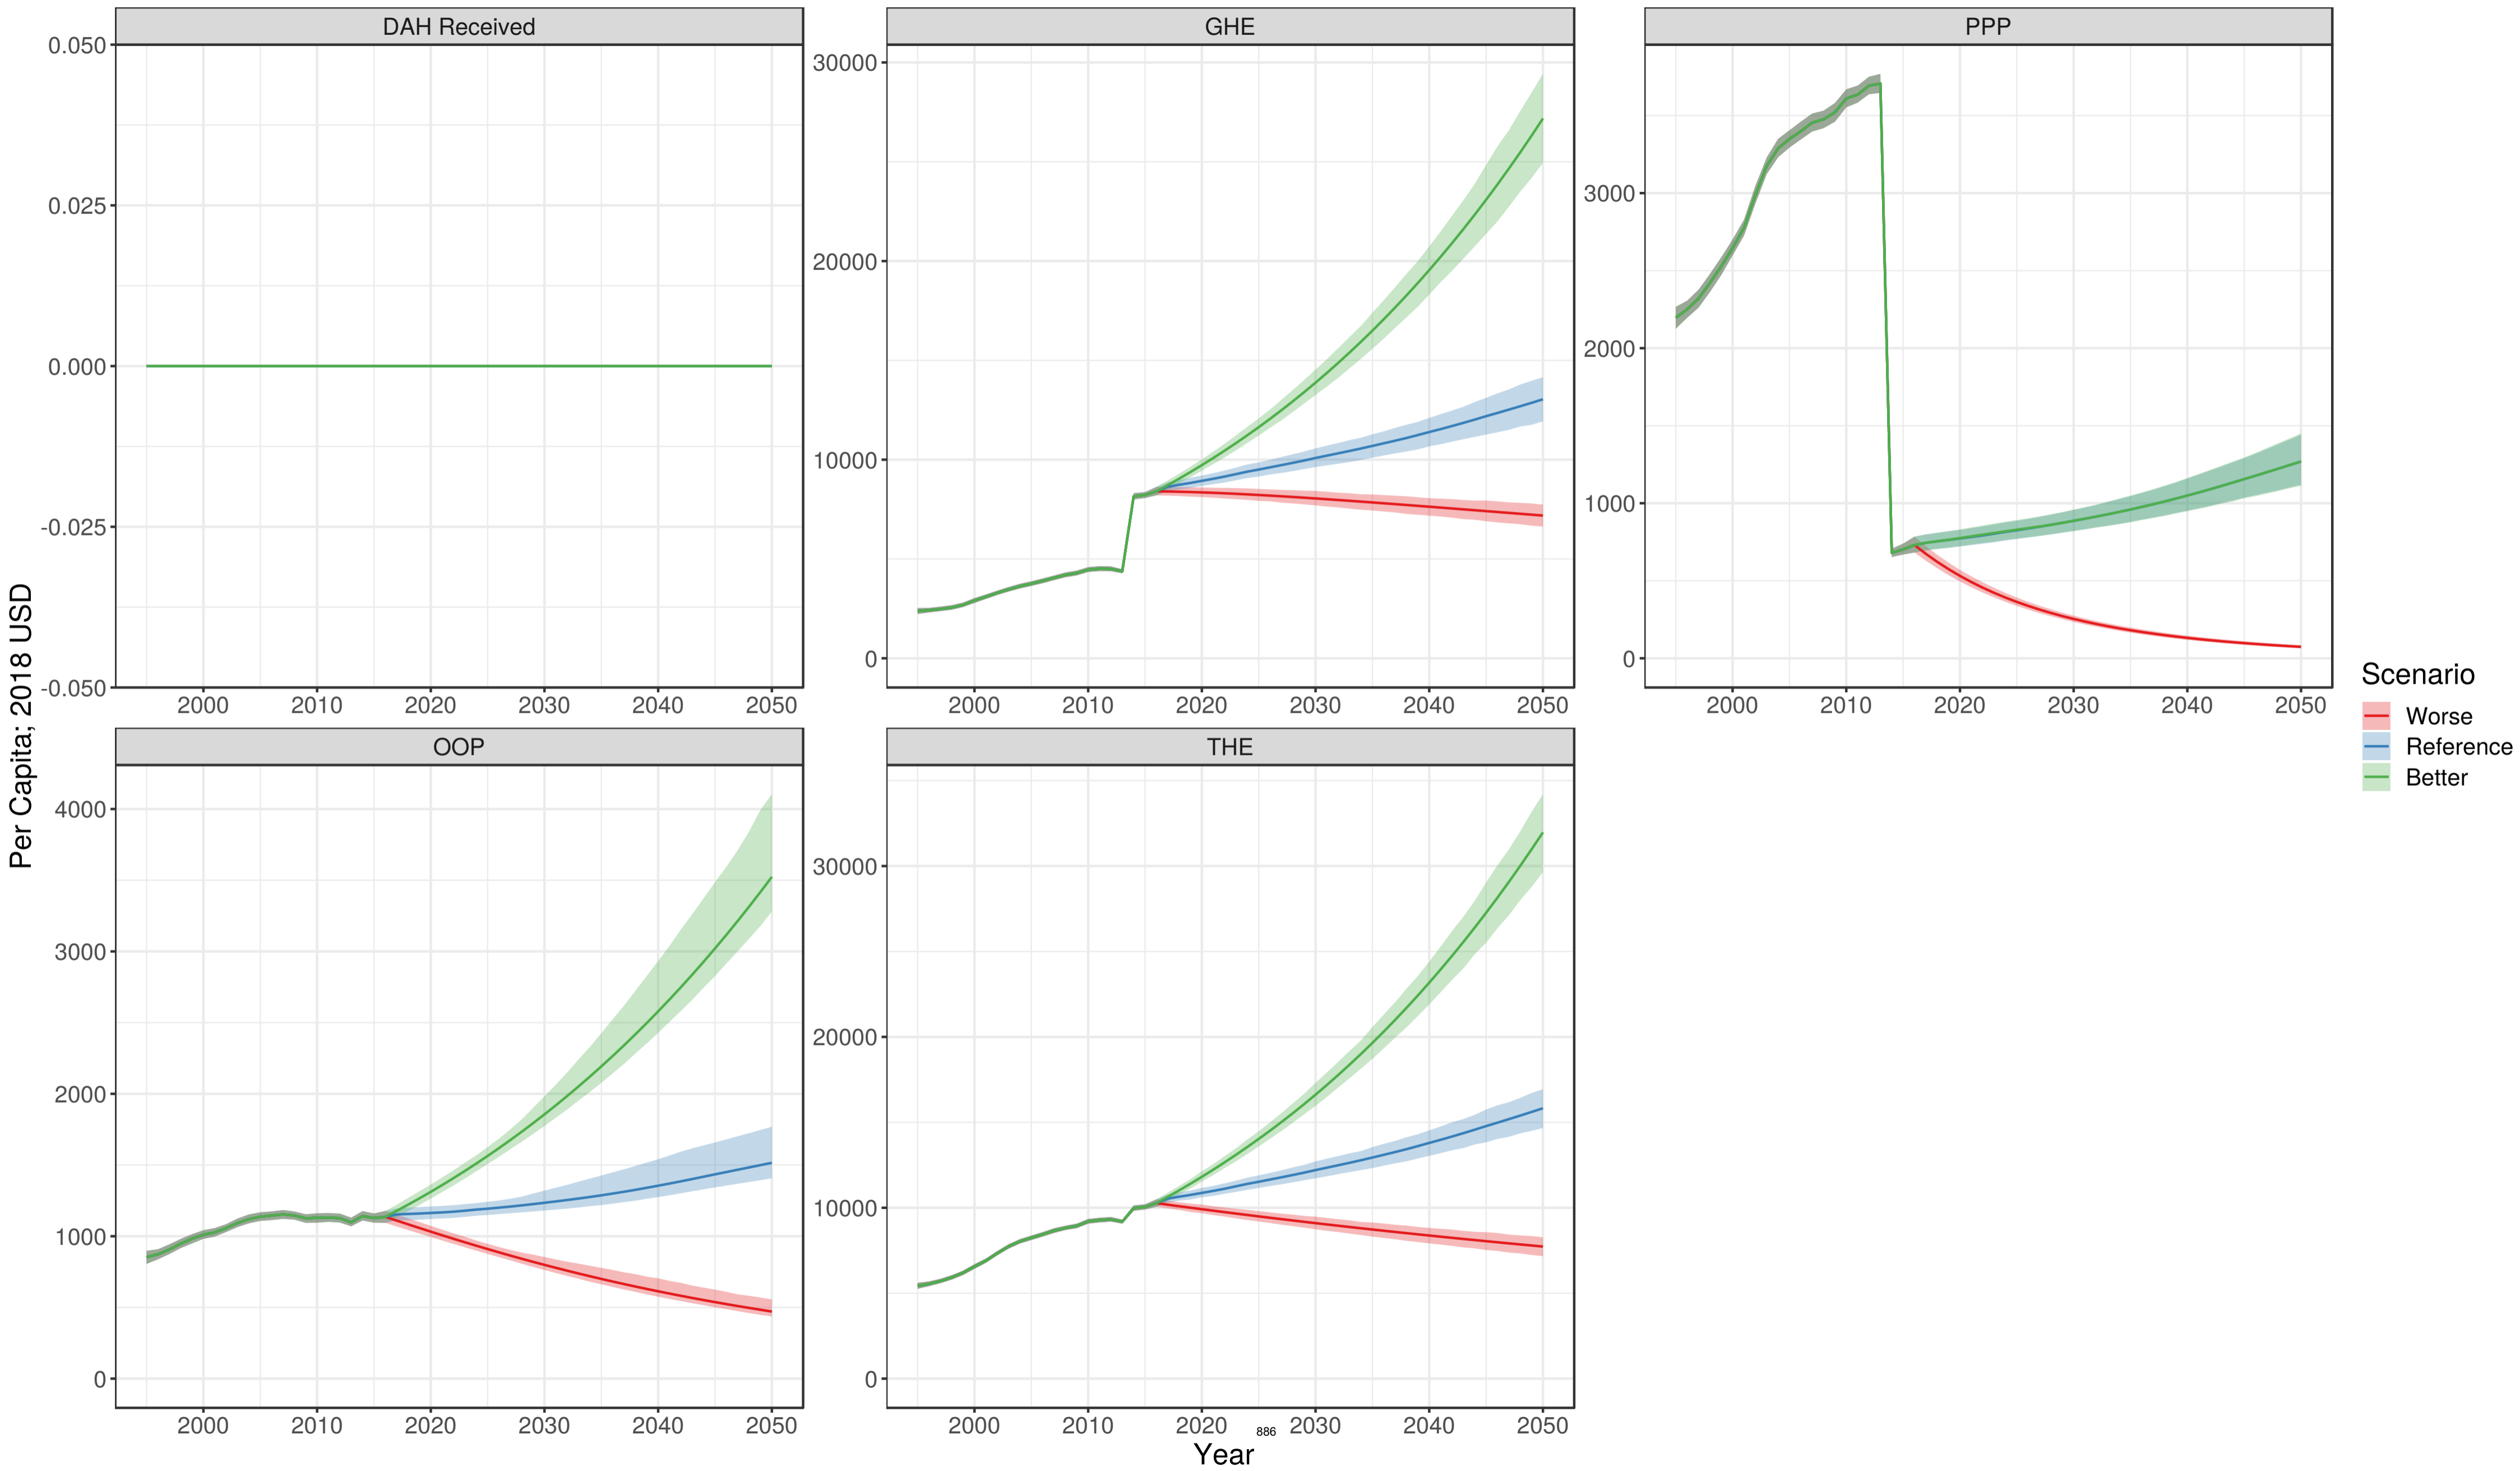 DAH Received
GHE
PPP
0.050
0.025
0.000
-0.025
-0.050
30000
20000
10000
0
3000
2000
1000
0
2000 2010 2020 2030 2040 2050
2000 2010 2020 2030 2040 2050
2000 2010 2020 2030 2040 2050
Per Capita; 2018 USD
Scenario
Worse
Reference
Better
OOP
THE
4000
3000
2000
1000
0
30000
20000
10000
0
2000 2010 2020 2030 2040 2050
2000 2010 2020 2030 2040 2050
886
Year